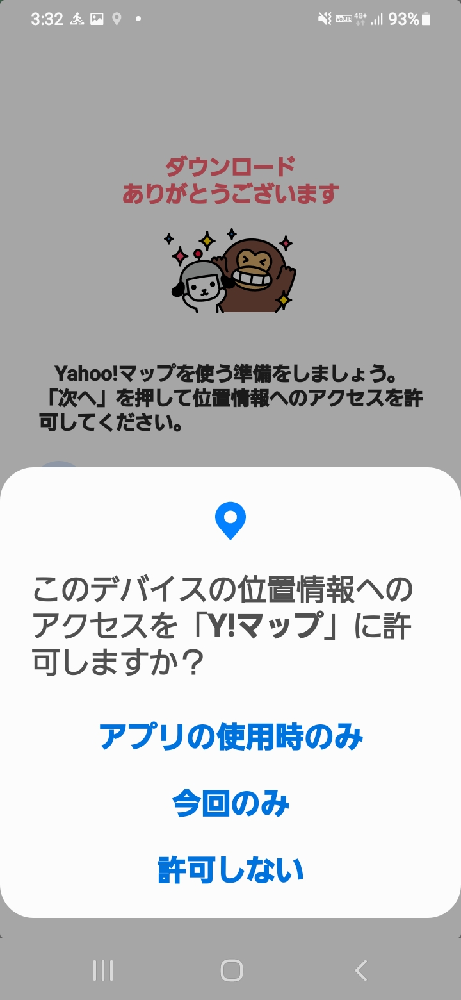 3:32 VoLTE 4G+ 93%
ダウンロード
ありがとうございます
Yahoo!マップを使う準備をしましょう。
「次へ」を押して位置情報へのアクセスを許
可してください。
このデバイスの位置情報への
アクセスを「Y!マップ」に許
可しますか？
アプリの使用時のみ
今回のみ
許可しない